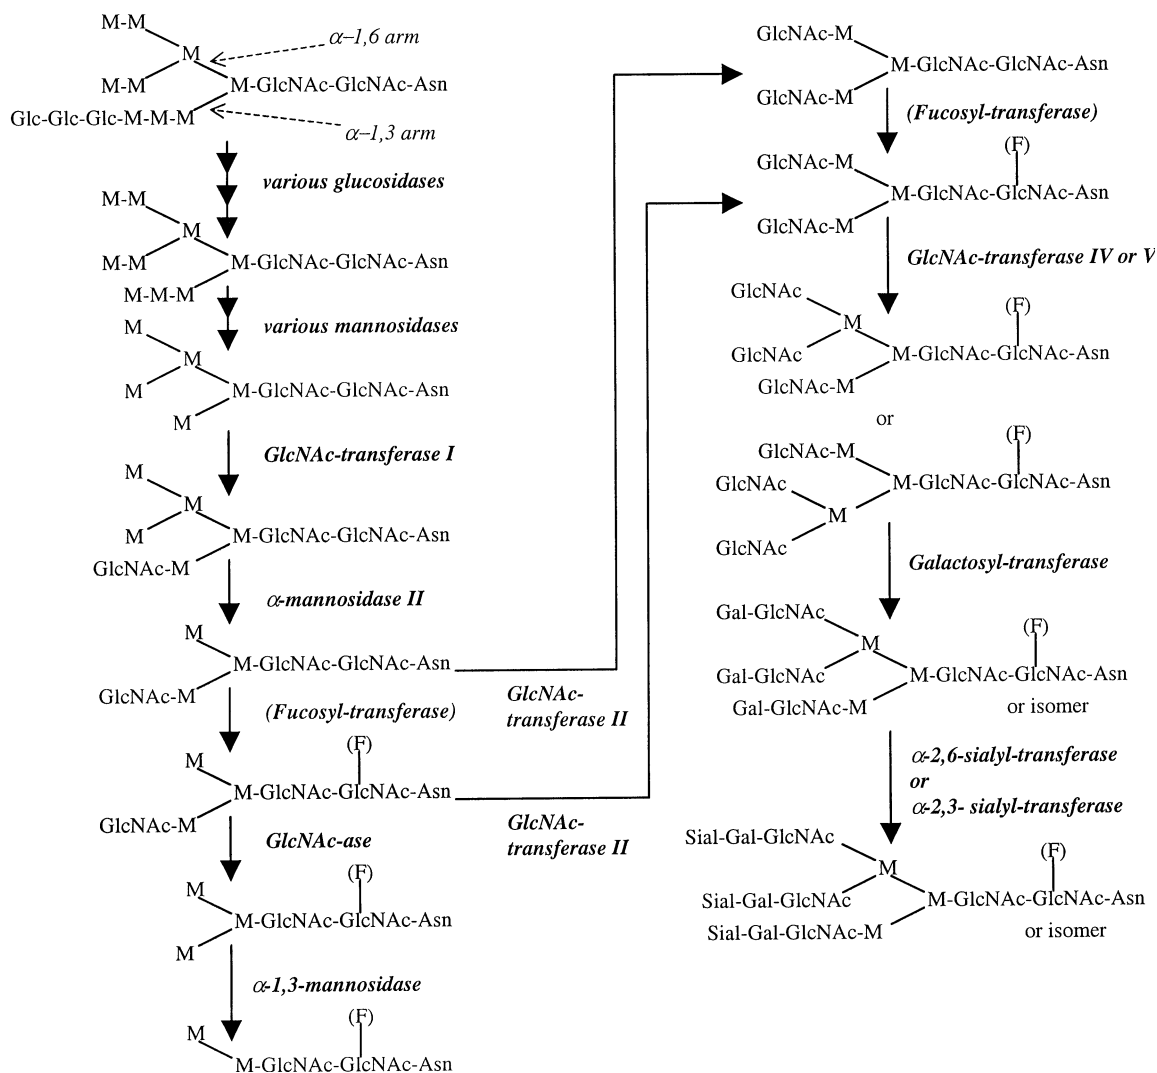 M-M
M
α–1,6 arm
M-M
M-GlcNAc-GlcNAc-Asn
Glc-Glc-Glc-M-M-M
α–1,3 arm
various glucosidases
M-M
M
M-M
M-GlcNAc-GlcNAc-Asn
M-M-M
various mannosidases
M
M
M
M-GlcNAc-GlcNAc-Asn
M
GlcNAc-transferase I
M
M
M
M-GlcNAc-GlcNAc-Asn
GlcNAc-M
α-mannosidase II
M
M-GlcNAc-GlcNAc-Asn
GlcNAc-M
GlcNAc-
transferase II
(Fucosyl-transferase)
(F)
M
M-GlcNAc-GlcNAc-Asn
GlcNAc-M
GlcNAc-
transferase II
GlcNAc-ase
(F)
M
M-GlcNAc-GlcNAc-Asn
M
α-1,3-mannosidase
(F)
M
M-GlcNAc-GlcNAc-Asn
GlcNAc-M
M-GlcNAc-GlcNAc-Asn
GlcNAc-M
(Fucosyl-transferase)
(F)
GlcNAc-M
M-GlcNAc-GlcNAc-Asn
GlcNAc-M
GlcNAc-transferase IV or V
GlcNAc
(F)
M
GlcNAc
M-GlcNAc-GlcNAc-Asn
GlcNAc-M
or
(F)
GlcNAc-M
GlcNAc
M-GlcNAc-GlcNAc-Asn
M
GlcNAc
Galactosyl-transferase
Gal-GlcNAc
(F)
M
Gal-GlcNAc
M-GlcNAc-GlcNAc-Asn
Gal-GlcNAc-M
or isomer
α-2,6-sialyl-transferase
or
α-2,3- sialyl-transferase
Sial-Gal-GlcNAc
(F)
M
Sial-Gal-GlcNAc
M-GlcNAc-GlcNAc-Asn
Sial-Gal-GlcNAc-M
or isomer